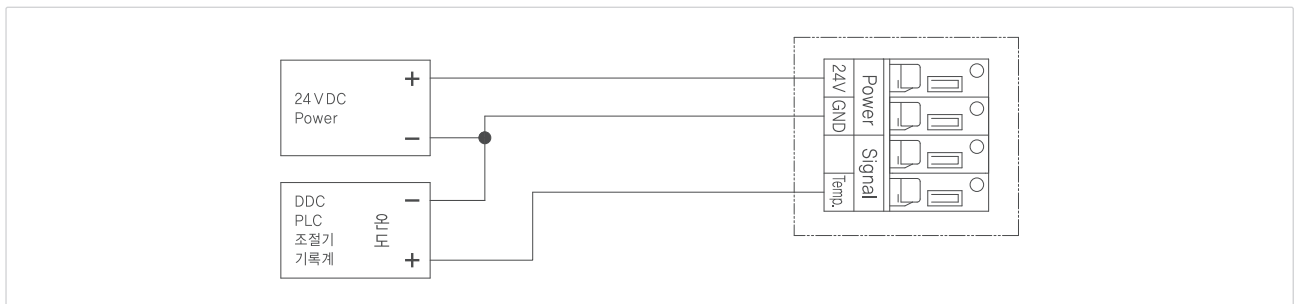 24 V DC
Power
+
−
DDC
PLC
조절기
기록계
온도
−
+
24V
GND
Temp.
Power
Signal